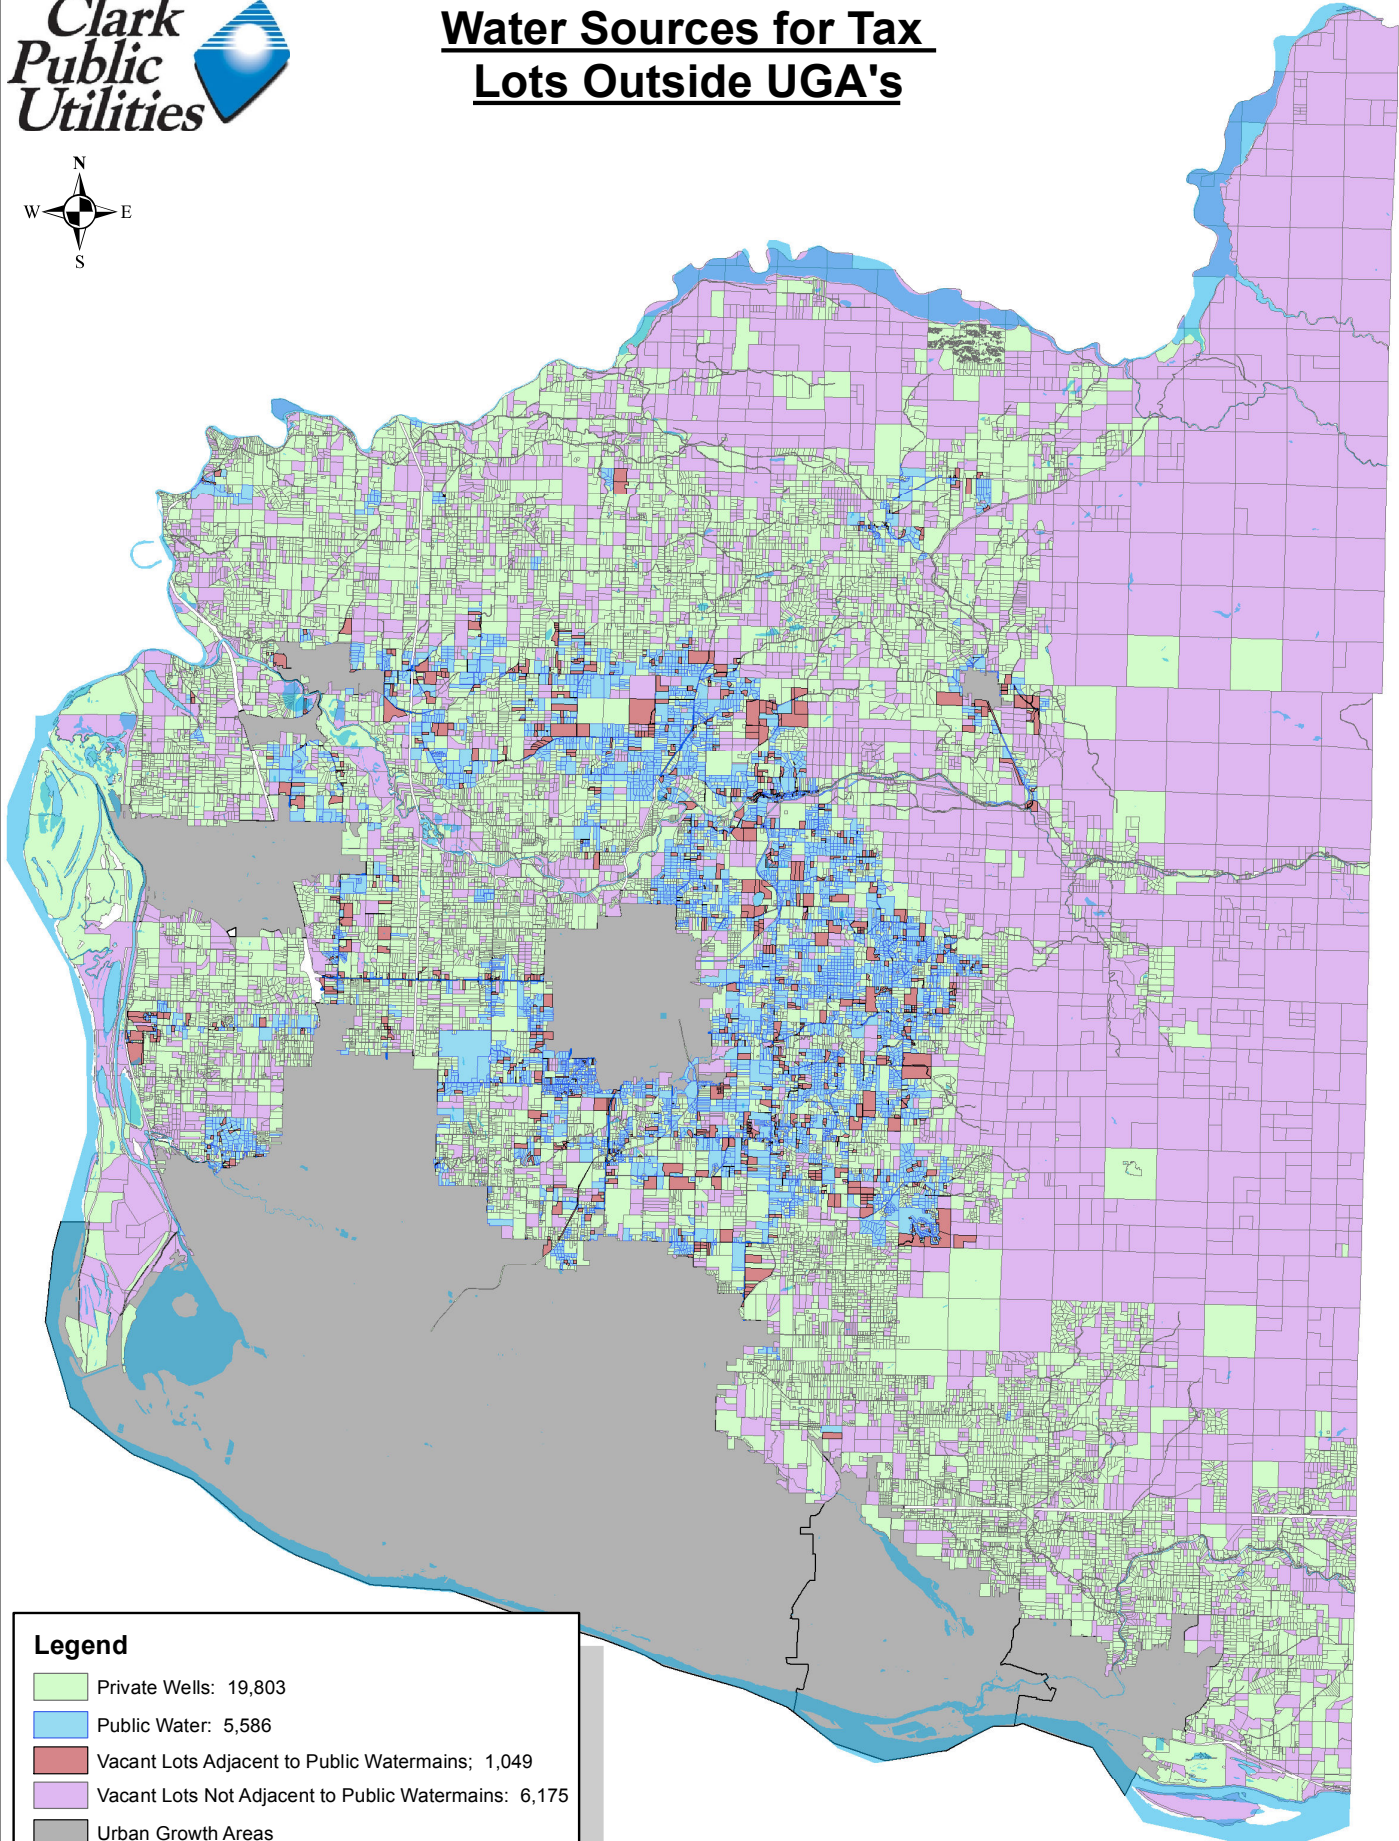 Clark
Public
Utilities
Water Sources for Tax
Lots Outside UGA's
N
W E
S
Legend
Private Wells: 19,803
Public Water: 5,586
Vacant Lots Adjacent to Public Watermains; 1,049
Vacant Lots Not Adjacent to Public Watermains: 6,175
Urban Growth Areas